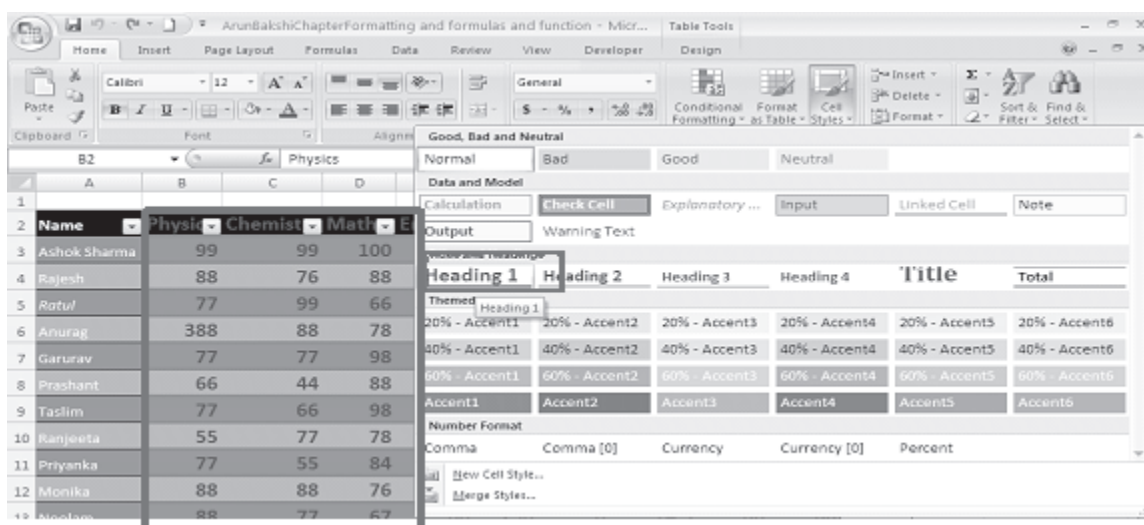 ArunBakshiChapterFormatting and formulas and function - Micr... Table Tools
Home Insert Page Layout Formulas Data Review View Developer Design
Calibri 12 A A General Insert
Paste B I U A $ % , Conditional Formatting Format as Table Cell Styles Delete Sort & Filter Find & Select
Format
Clipboard Font Alignm
B2 fx Physics
A B C D
1
2 Name Physic Chemist Math E
3 Ashok Sharma 99 99 100
4 Rajesh 88 76 88
5 Ratul 77 99 66
6 Anurag 388 88 78
7 Garurav 77 77 98
8 Prashant 66 44 88
9 Taslim 77 66 98
10 Ranjeeta 55 77 78
11 Priyanka 77 55 84
12 Monika 88 88 76
13 Neelam 88 77 67
Good, Bad and Neutral
Normal Bad Good Neutral
Data and Model
Calculation Check Cell Explanatory ... Input Linked Cell Note
Output Warning Text
Heading 1 Heading 2 Heading 3 Heading 4 Title Total
Themed
Heading 1
20% - Accent1 20% - Accent2 20% - Accent3 20% - Accent4 20% - Accent5 20% - Accent6
40% - Accent1 40% - Accent2 40% - Accent3 40% - Accent4 40% - Accent5 40% - Accent6
60% - Accent1 60% - Accent2 60% - Accent3 60% - Accent4 60% - Accent5 60% - Accent6
Accent1 Accent2 Accent3 Accent4 Accent5 Accent6
Number Format
Comma Comma [0] Currency Currency [0] Percent
New Cell Style...
Merge Styles...